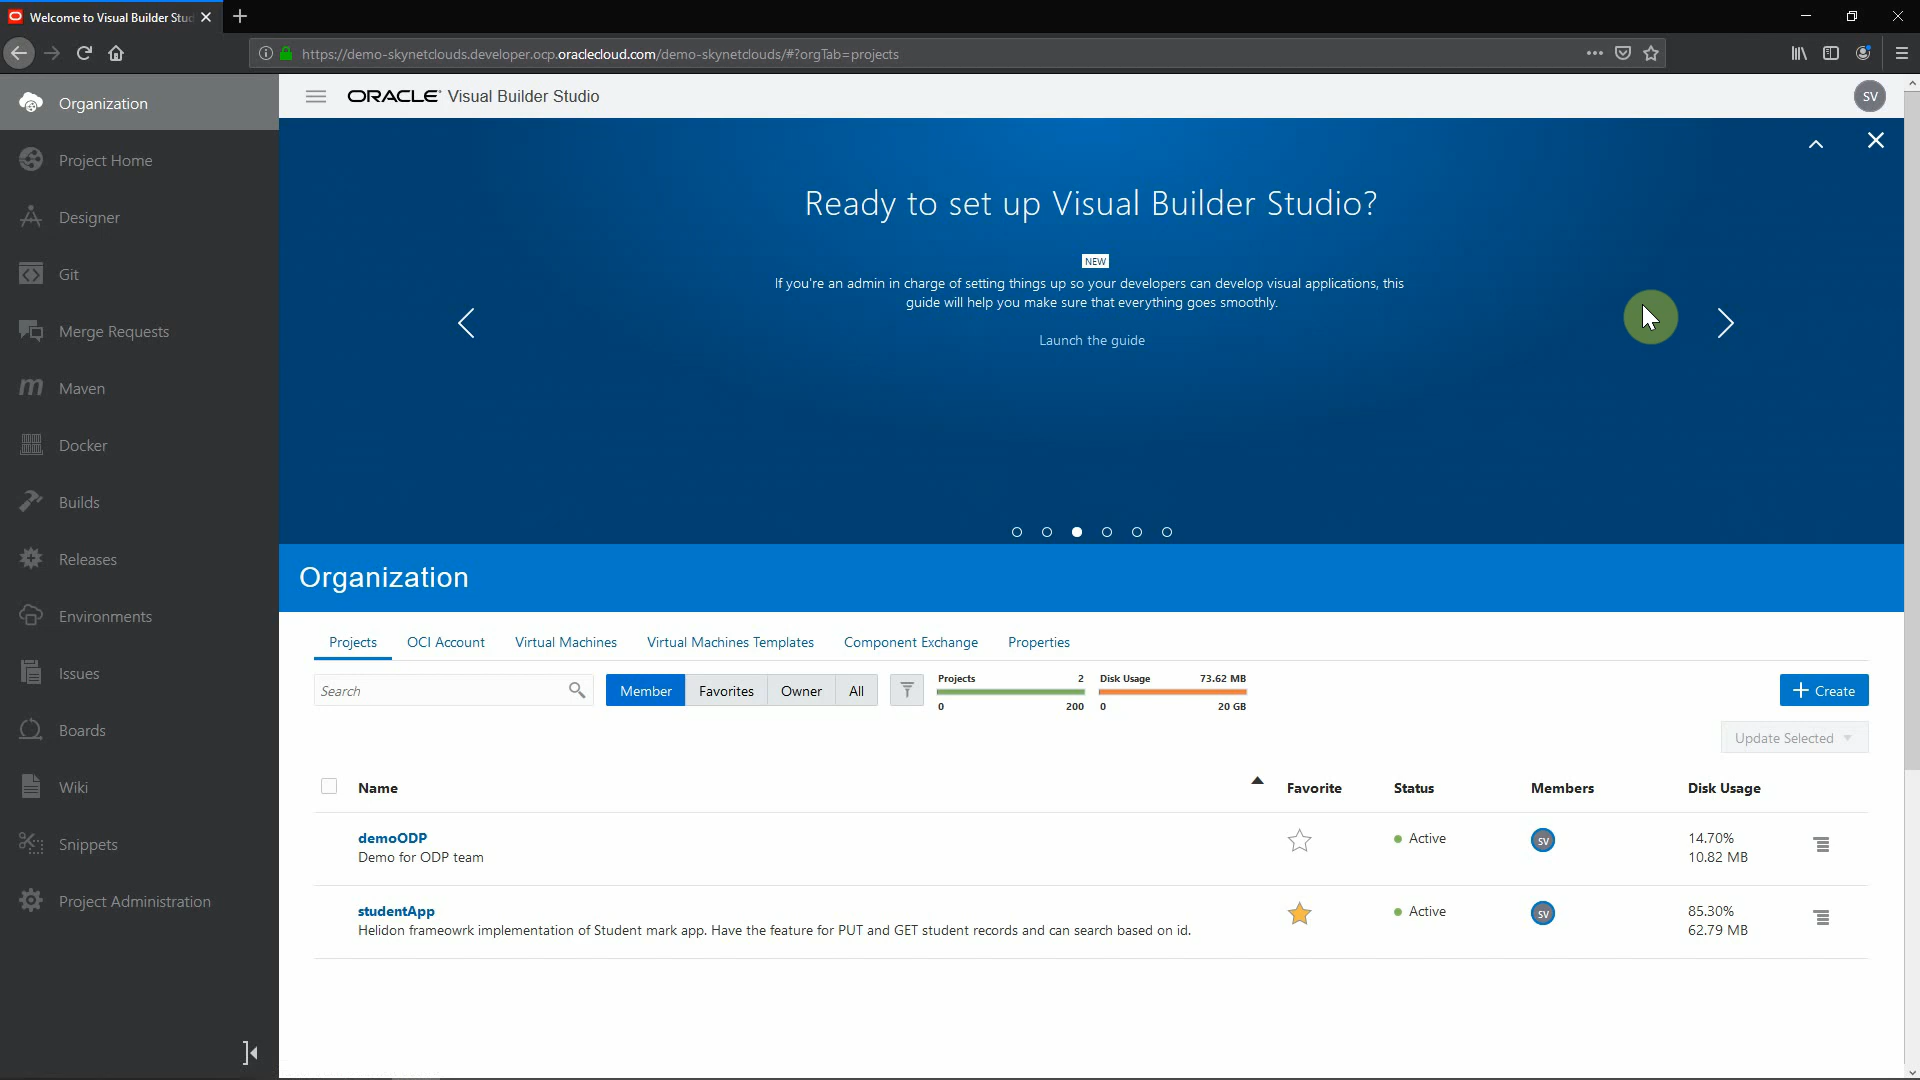 Welcome to Visual Builder Stud
https://demo-skynetclouds.developer.ocp.oraclecloud.com/demo-skynetclouds/#?orgTab=projects
Organization
Project Home
Designer
Git
Merge Requests
Maven
Docker
Builds
Releases
Environments
Issues
Boards
Wiki
Snippets
Project Administration
ORACLE Visual Builder Studio
SV
Ready to set up Visual Builder Studio?
NEW
If you're an admin in charge of setting things up so your developers can develop visual applications, this
guide will help you make sure that everything goes smoothly.
Launch the guide
Organization
Projects OCI Account Virtual Machines Virtual Machines Templates Component Exchange Properties
Search Member Favorites Owner All
Projects 2 Disk Usage 73.62 MB
0 200 0 20 GB
Create
Update Selected
Name Favorite Status Members Disk Usage
demoODP Active SV 14.70%
Demo for ODP team 10.82 MB
studentApp Active SV 85.30%
Helidon frameowrk implementation of Student mark app. Have the feature for PUT and GET student records and can search based on id. 62.79 MB